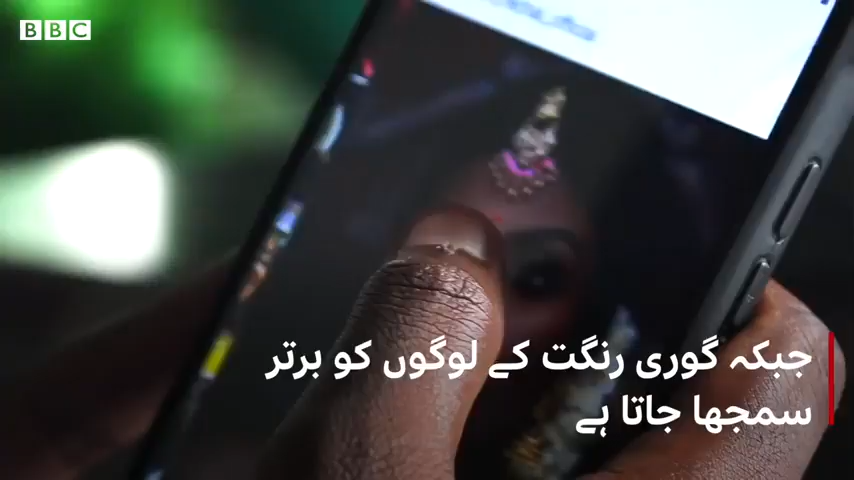 BBC
جبکہ گوری رنگت کے لوگوں کو برتر
سمجھا جاتا ہے